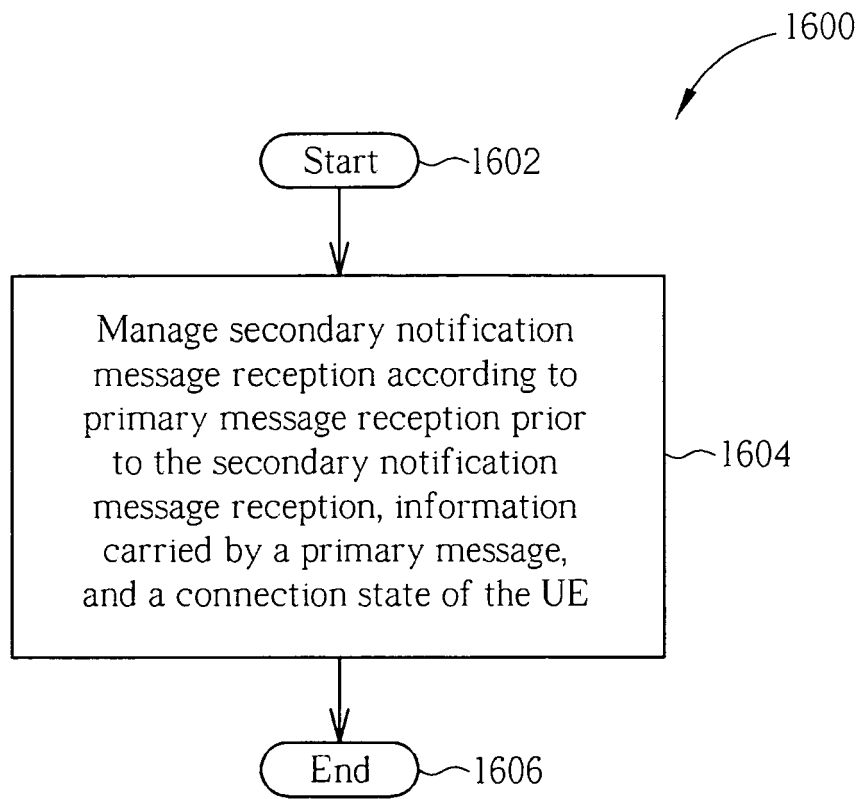 1600
Start
1602
Manage secondary notification
message reception according to
primary message reception prior
to the secondary notification
message reception, information
carried by a primary message,
and a connection state of the UE
1604
End
1606